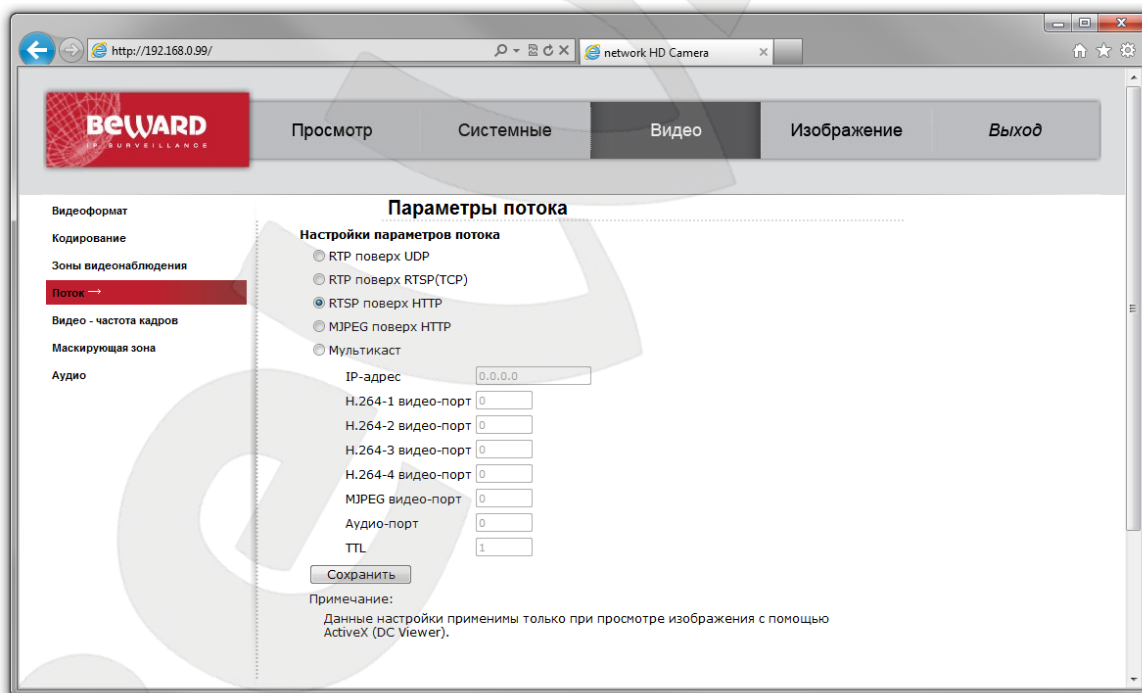 http://192.168.0.99/
network HD Camera
BEWARD
IP SURVEILLANCE
Просмотр
Системные
Видео
Изображение
Выход
Видеоформат
Кодирование
Зоны видеонаблюдения
Поток →
Видео - частота кадров
Маскирующая зона
Аудио
Параметры потока
Настройки параметров потока
RTP поверх UDP
RTP поверх RTSP(TCP)
RTSP поверх HTTP
MJPEG поверх HTTP
Мультикаст
IP-адрес 0.0.0.0
H.264-1 видео-порт 0
H.264-2 видео-порт 0
H.264-3 видео-порт 0
H.264-4 видео-порт 0
MJPEG видео-порт 0
Аудио-порт 0
TTL 1
Сохранить
Примечание:
Данные настройки применимы только при просмотре изображения с помощью
ActiveX (DC Viewer).